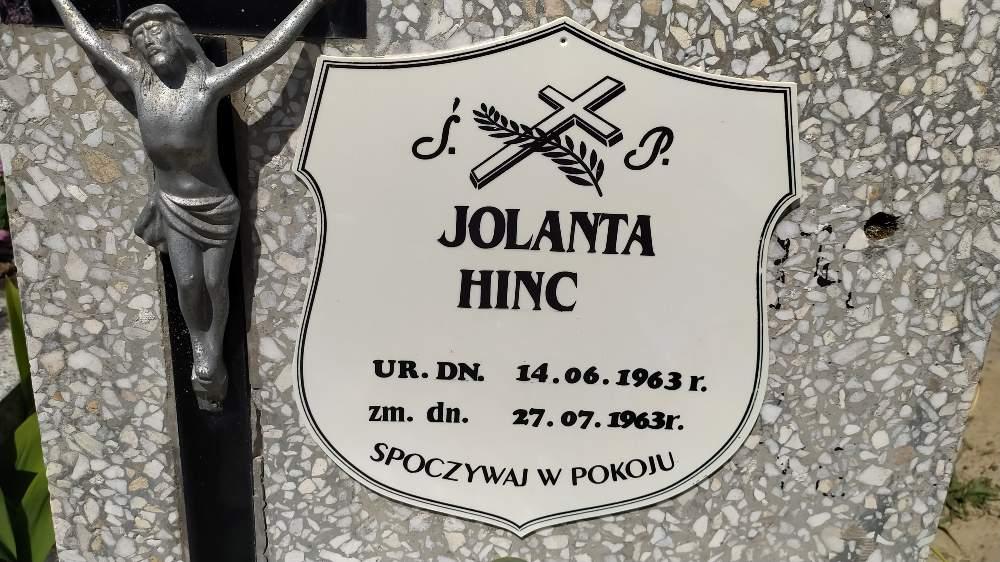 Ś. P.
JOLANTA
HINC
UR. DN. 14.06.1963 r.
zm. dn. 27.07.1963r.
SPOCZYWAJ W POKOJU